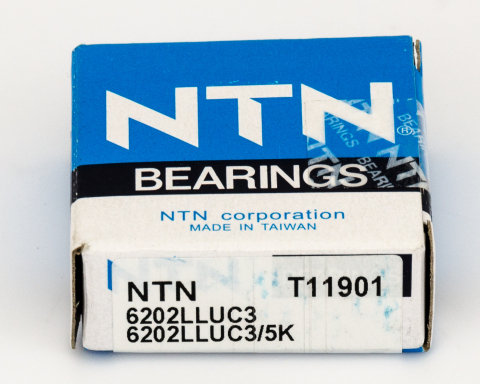 NTN®
BEARINGS
NTN corporation
MADE IN TAIWAN
NTN T11901
6202LLUC3
6202LLUC3/5K